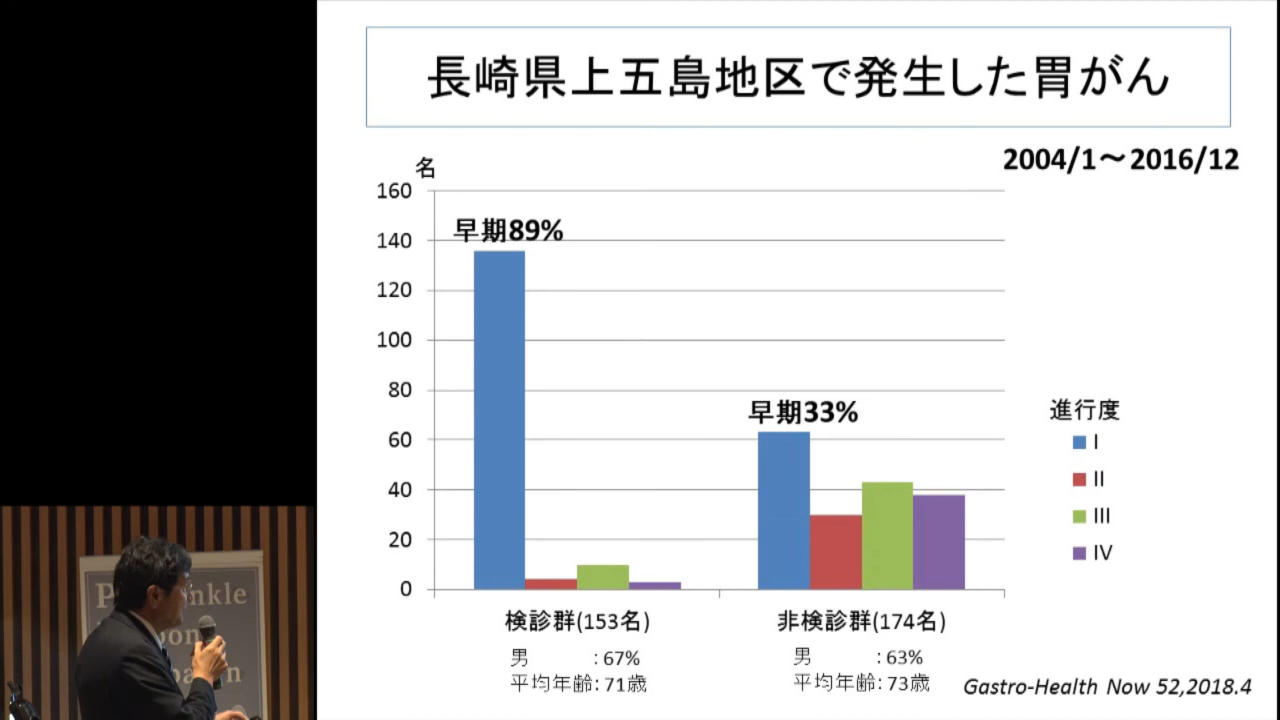 長崎県上五島地区で発生した胃がん
2004/1～2016/12
名
160
140
120
100
80
60
40
20
0
早期89%
早期33%
進行度
I
II
III
IV
検診群(153名)
男 : 67%
平均年齢: 71歳
非検診群(174名)
男 : 63%
平均年齢: 73歳
Gastro-Health Now 52,2018.4